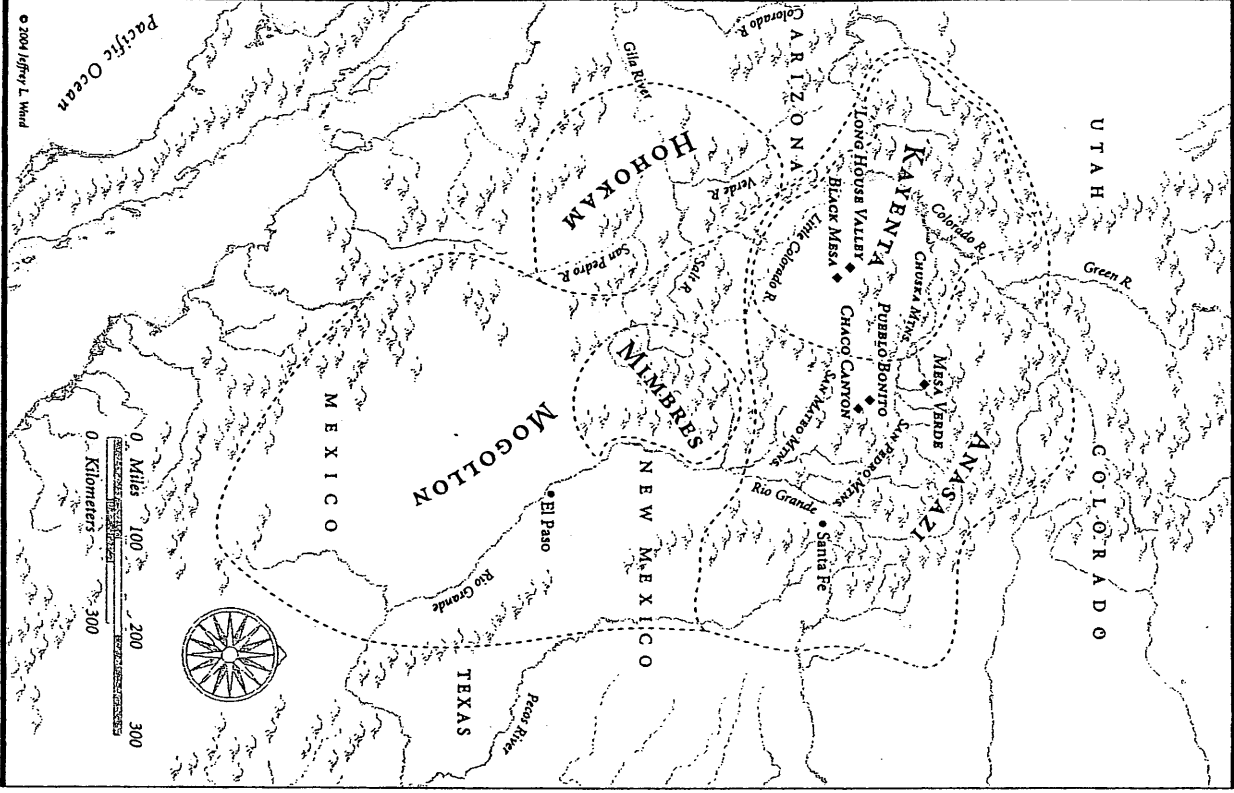 UTAH
COLORADO
Green R.
Colorado R.
KAYENTA
ANASAZI
CHUSKA MTNS.
MESA VERDE
LONG HOUSE VALLEY
BLACK MESA
PUEBLO BONITO
CHACO CANYON
SAN PEDRO MTNS.
SAN MATEO MTNS.
Santa Fe
Rio Grande
Colorado R.
ARIZONA
Little Colorado R.
Verde R.
Salt R.
Gila River
HOHOKAM
San Pedro R.
MIMBRES
NEW MEXICO
MOGOLLON
El Paso
Rio Grande
Pecos River
TEXAS
MEXICO
Pacific Ocean
0 Miles 100 200 300
0 Kilometers 300
© 2004 Jeffrey L. Ward